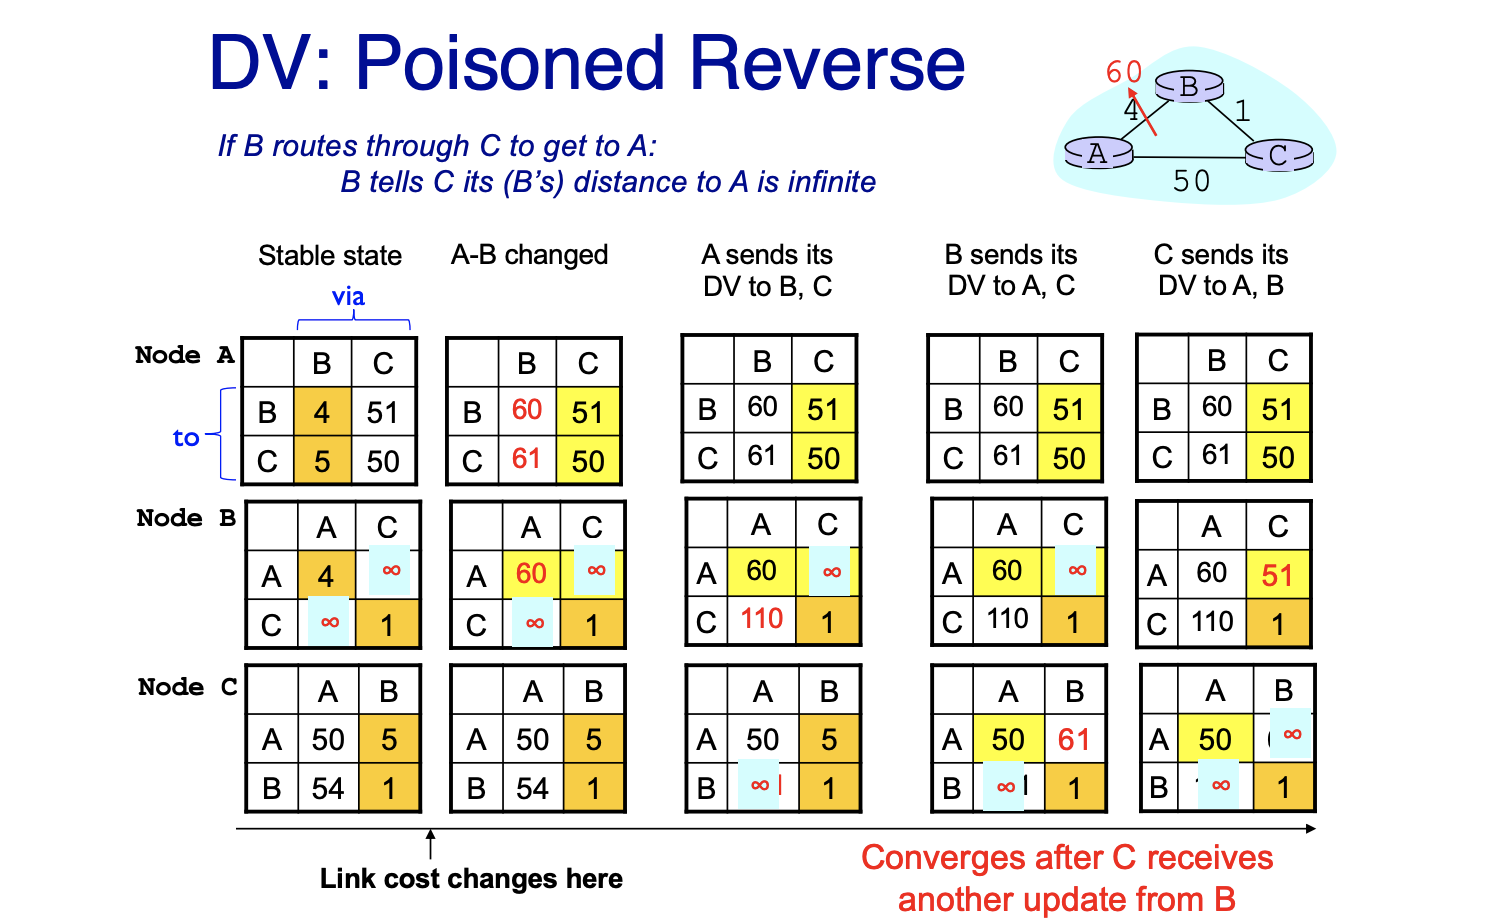 DV: Poisoned Reverse
60
B
4
1
A
C
50
If B routes through C to get to A:
B tells C its (B's) distance to A is infinite
Stable state
A-B changed
A sends its
DV to B, C
B sends its
DV to A, C
C sends its
DV to A, B
via
to
Node A
B C
B 4 51
C 5 50
B C
B 60 51
C 61 50
B C
B 60 51
C 61 50
B C
B 60 51
C 61 50
B C
B 60 51
C 61 50
Node B
A C
A 4 ∞
C ∞ 1
A C
A 60 ∞
C ∞ 1
A C
A 60 ∞
C 110 1
A C
A 60 ∞
C 110 1
A C
A 60 51
C 110 1
Node C
A B
A 50 5
B 54 1
A B
A 50 5
B 54 1
A B
A 50 5
B ∞ 1
A B
A 50 61
B ∞ 1
A B
A 50 ∞
B ∞ 1
Link cost changes here
Converges after C receives
another update from B